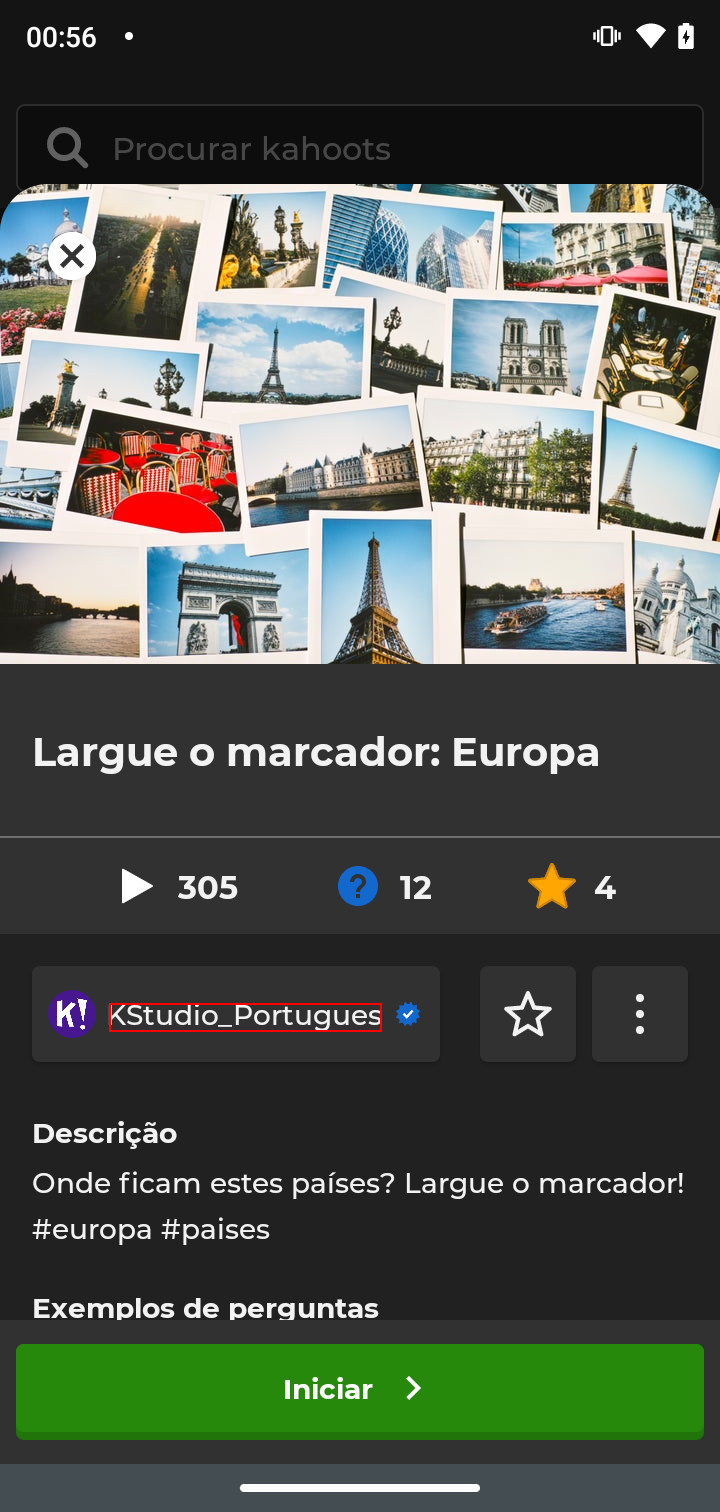 00:56
Procurar kahoots
Largue o marcador: Europa
305
12
4
K!
KStudio_Portugues
Descrição
Onde ficam estes países? Largue o marcador!
#europa #paises
Exemplos de perguntas
Iniciar